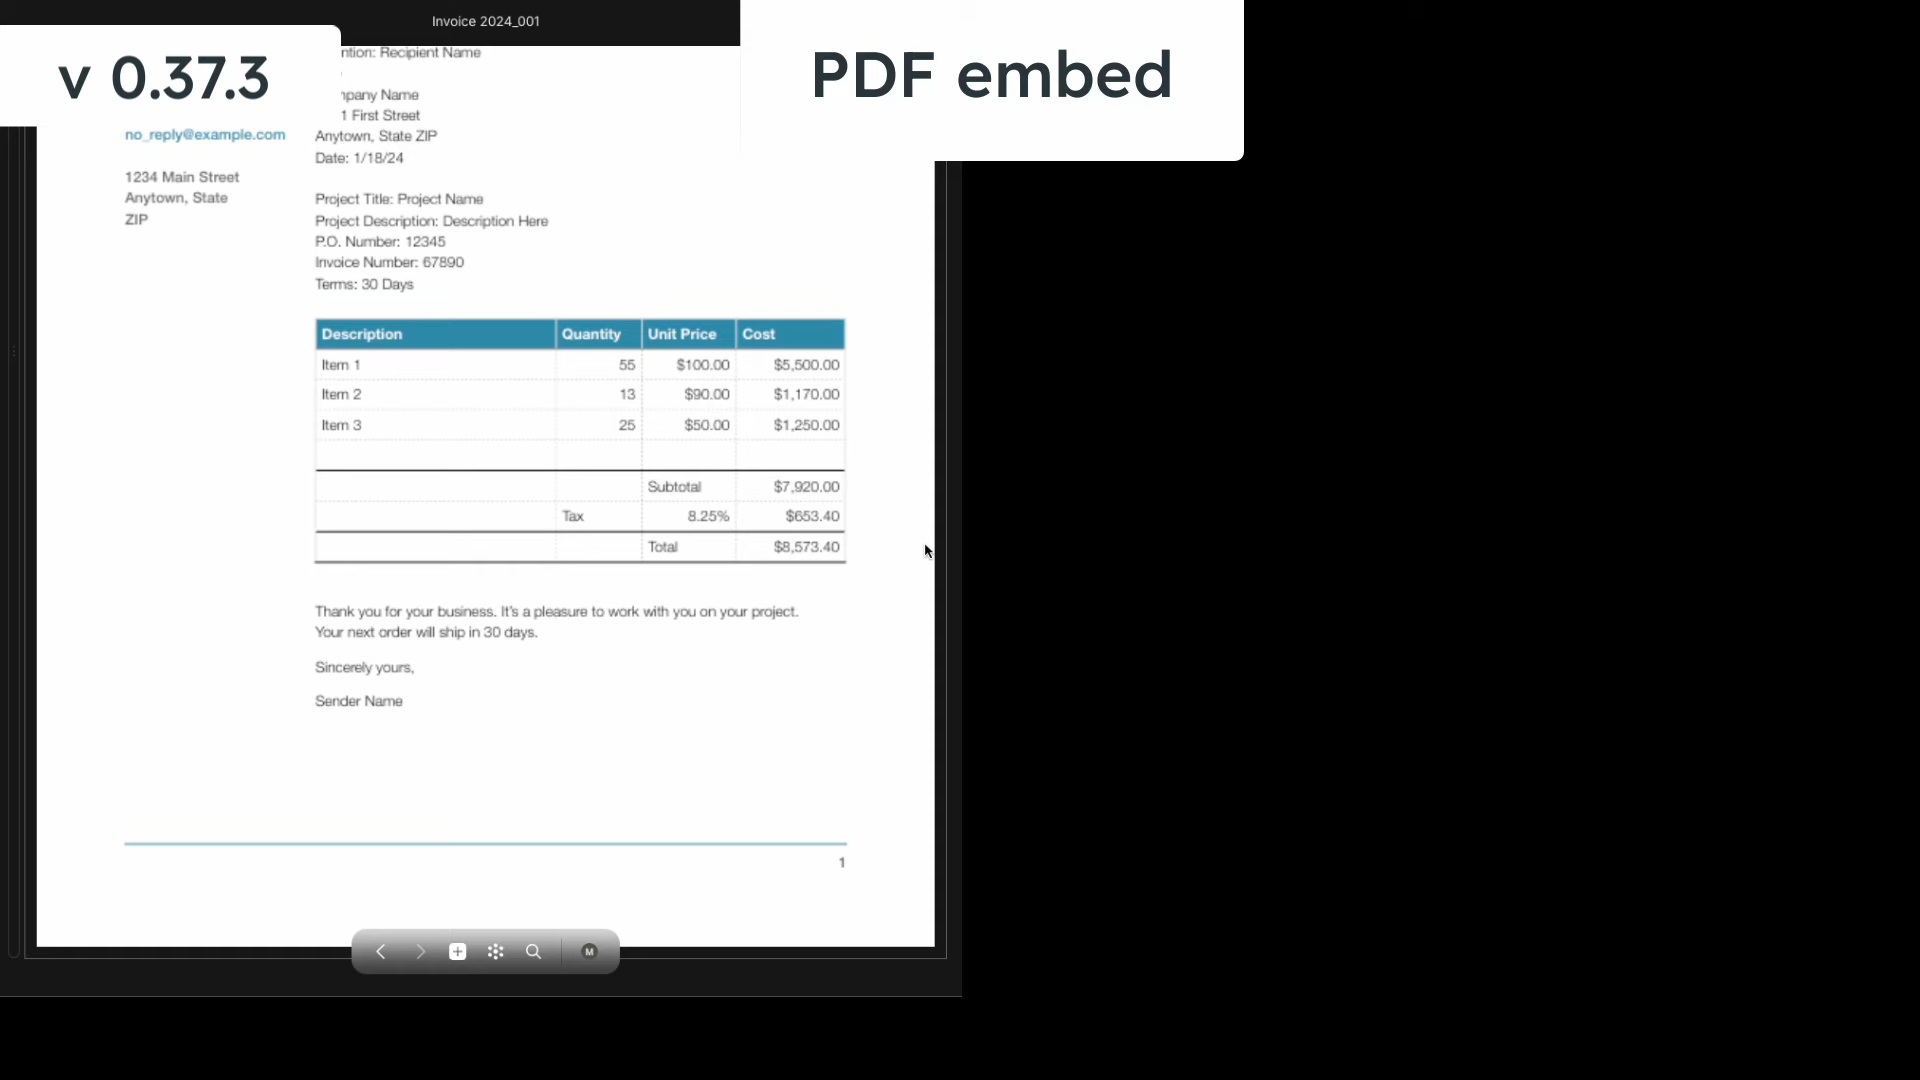 Invoice 2024_001
v 0.37.3
PDF embed
Recipient Name
Name
1 First Street
no_reply@example.com
Anytown, State ZIP
Date: 1/18/24
1234 Main Street
Anytown, State
ZIP
Project Title: Project Name
Project Description: Description Here
P.O. Number: 12345
Invoice Number: 67890
Terms: 30 Days
Description Quantity Unit Price Cost
Item 1 55 $100.00 $5,500.00
Item 2 13 $90.00 $1,170.00
Item 3 25 $50.00 $1,250.00
Subtotal $7,920.00
Tax 8.25% $653.40
Total $8,573.40
Thank you for your business. It's a pleasure to work with you on your project.
Your next order will ship in 30 days.
Sincerely yours,
Sender Name
1
M